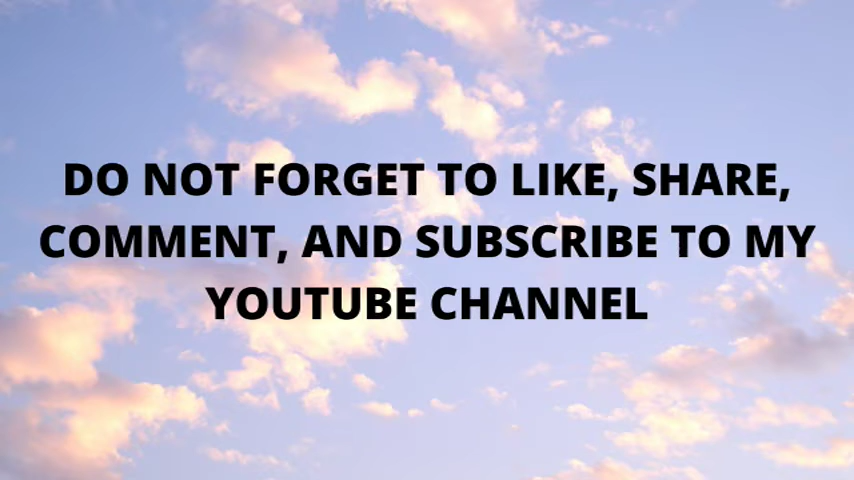 DO NOT FORGET TO LIKE, SHARE,
COMMENT, AND SUBSCRIBE TO MY
YOUTUBE CHANNEL